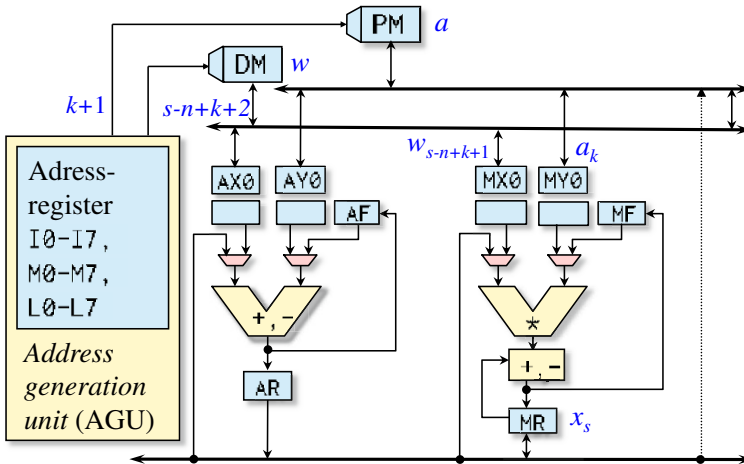 PM
a
DM
w
k+1
s-n+k+2
w_{s-n+k+1}
a_k
Adress-
register
I0-I7,
M0-M7,
L0-L7
Address
generation
unit (AGU)
AX0
AY0
MX0
MY0
AF
MF
+,-
*
+,-
AR
MR
x_s